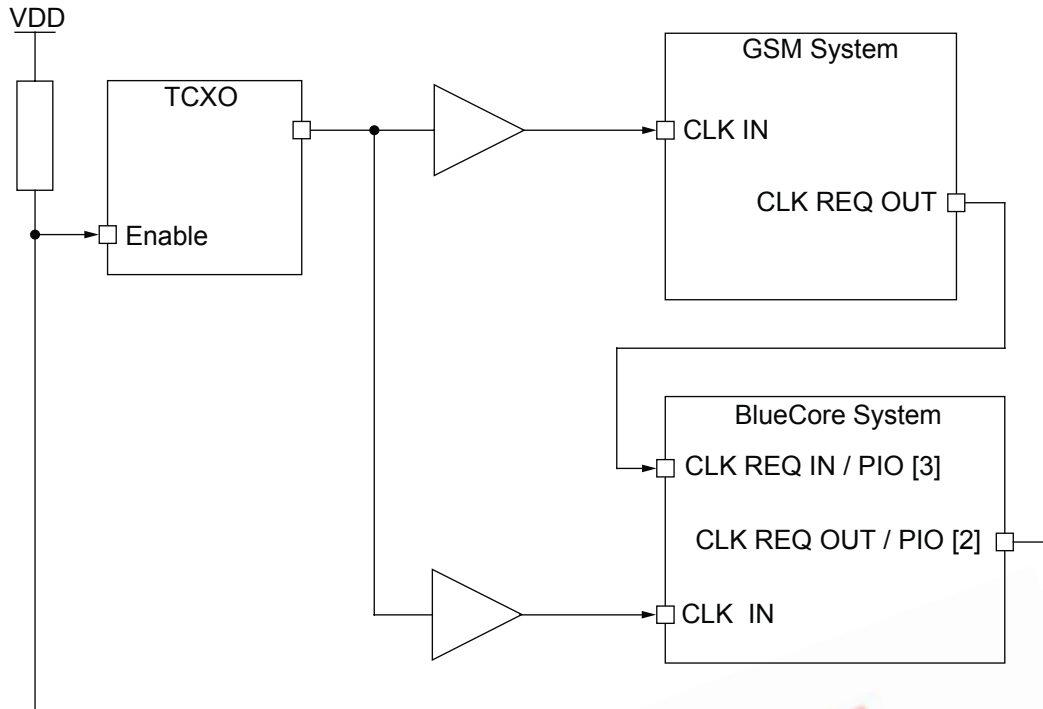 VDD
TCXO
Enable
GSM System
CLK IN
CLK REQ OUT
BlueCore System
CLK REQ IN / PIO [3]
CLK REQ OUT / PIO [2]
CLK IN